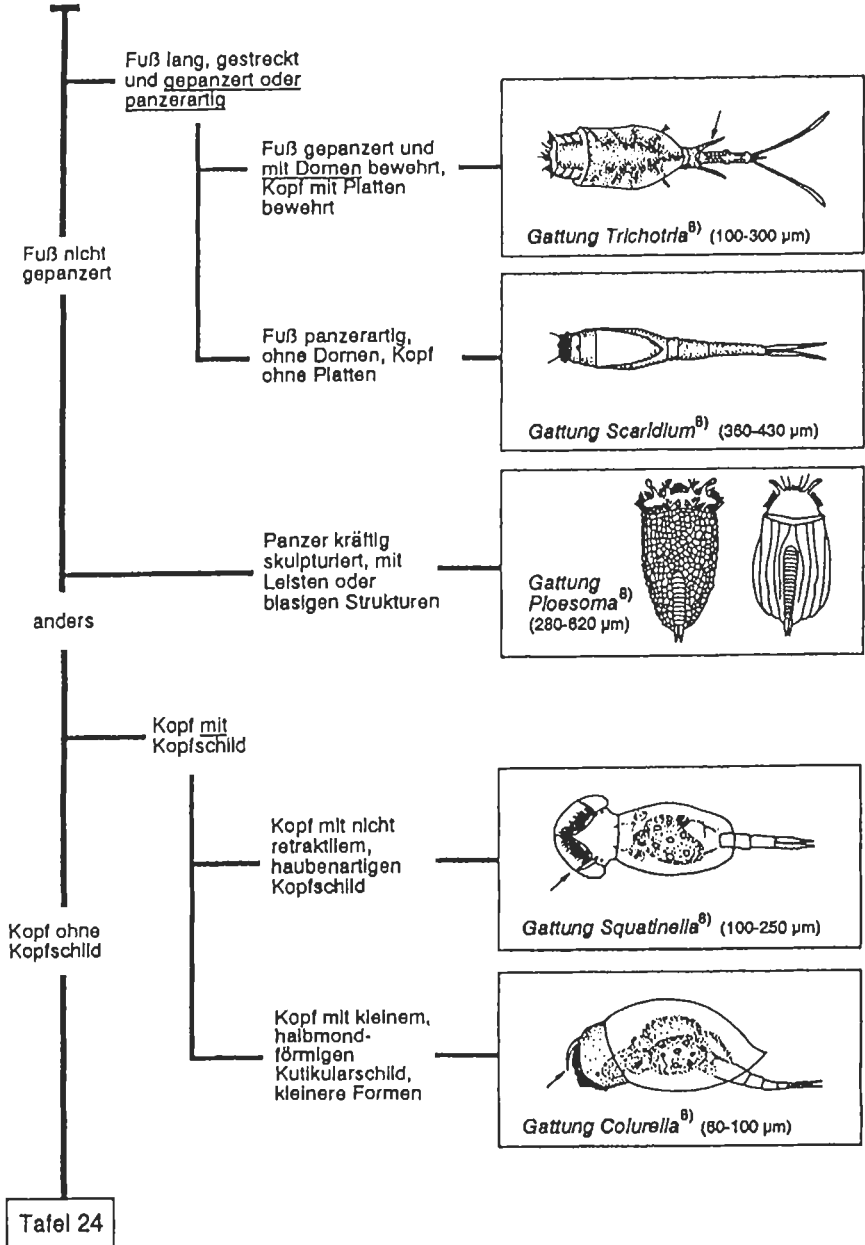 Fuß lang, gestreckt
und gepanzert oder
panzerartig
Fuß gepanzert und
mit Dornen bewehrt,
Kopf mit Platten
bewehrt
Gattung Trichotria⁸⁾ (100-300 µm)
Fuß nicht
gepanzert
Fuß panzerartig,
ohne Dornen, Kopf
ohne Platten
Gattung Scaridium⁸⁾ (360-430 µm)
Panzer kräftig
skulpturiert, mit
Leisten oder
blasigen Strukturen
Gattung
Ploesoma⁸⁾
(280-620 µm)
anders
Kopf mit
Kopfschild
Kopf mit nicht
retraktilem,
haubenartigen
Kopfschild
Gattung Squatinella⁸⁾ (100-250 µm)
Kopf ohne
Kopfschild
Kopf mit kleinem,
halbmond-
förmigen
Kutikularschild,
kleinere Formen
Gattung Colurella⁸⁾ (60-100 µm)
Tafel 24